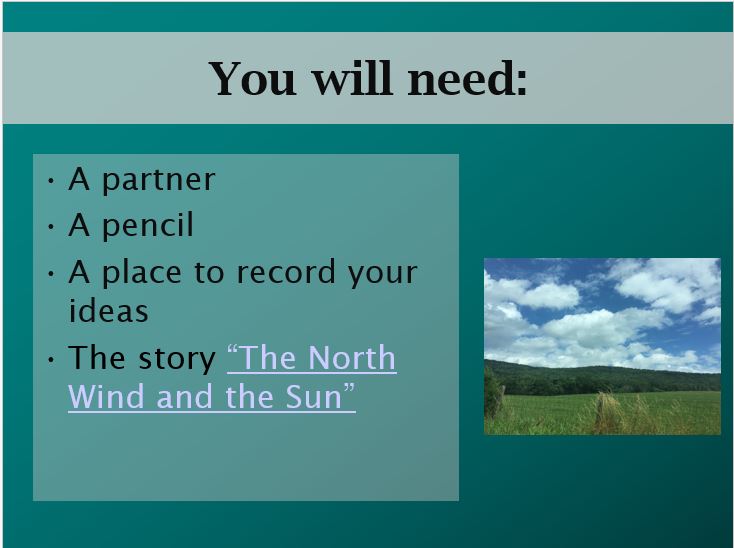 You will need:
• A partner
• A pencil
• A place to record your
ideas
• The story “The North
Wind and the Sun”